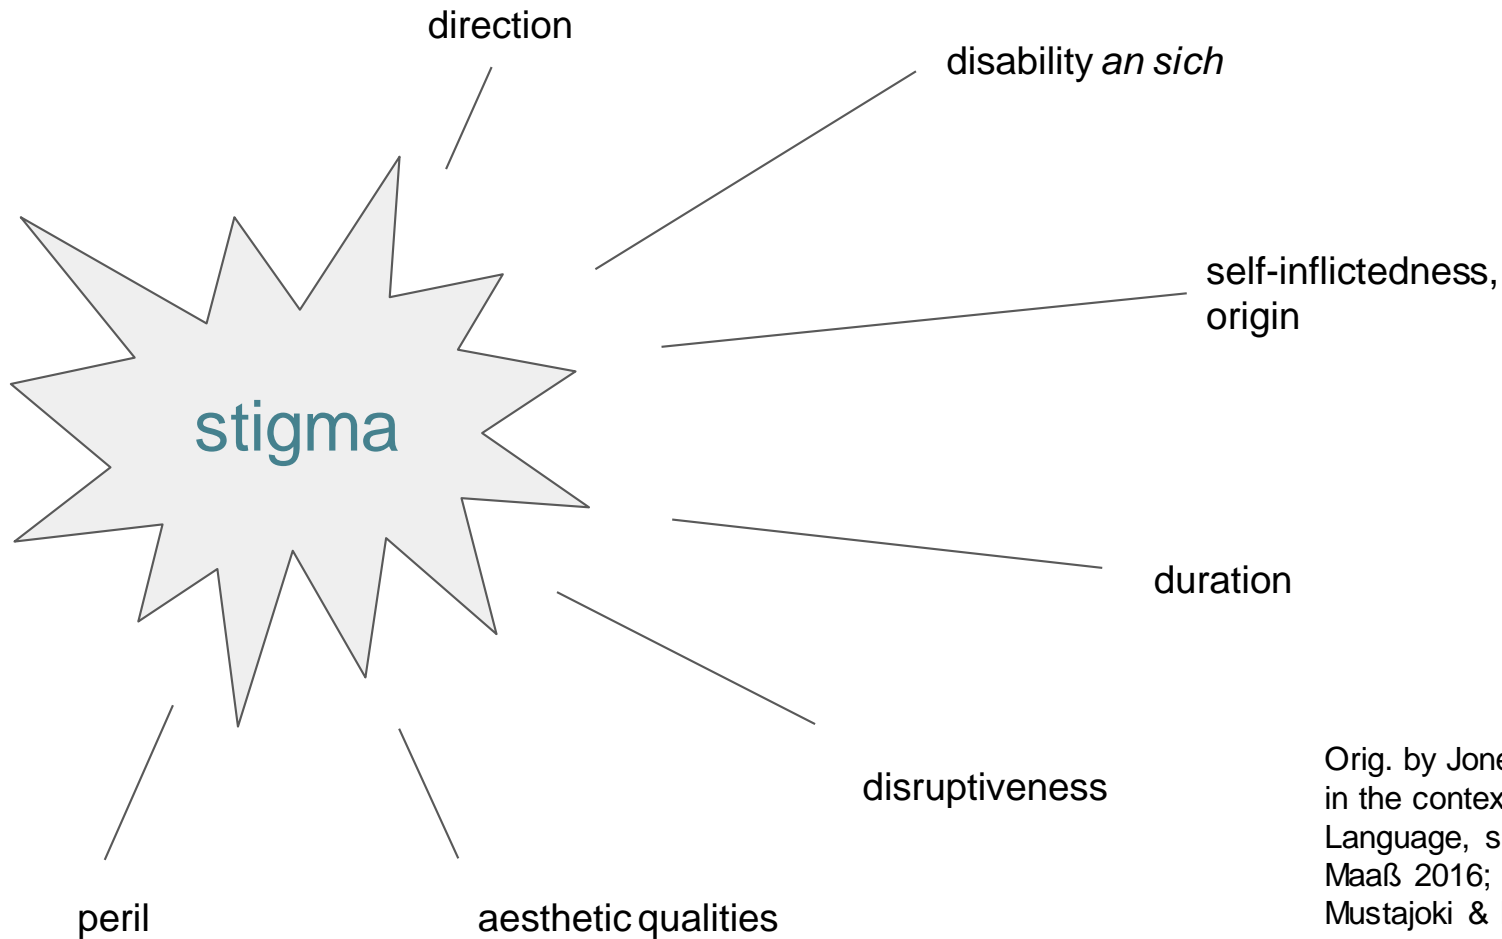 direction
disability an sich
self-inflictedness,
origin
stigma
duration
disruptiveness
peril
aesthetic qualities
Orig. by Jone
in the contex
Language, s
Maaß 2016;
Mustajoki &